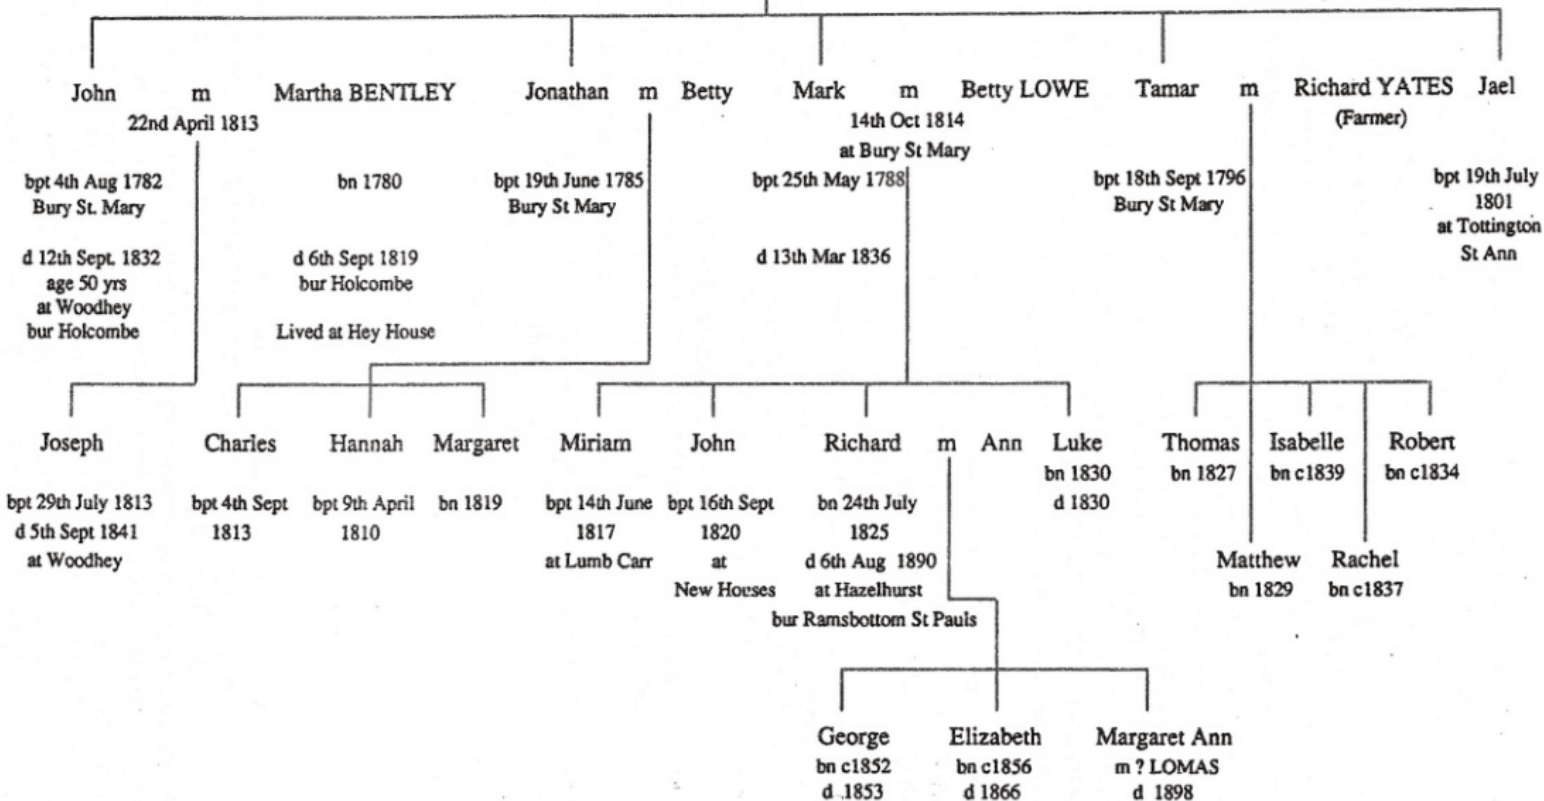 John m Martha BENTLEY Jonathan m Betty Mark m Betty LOWE Tamar m Richard YATES Jael
22nd April 1813
14th Oct 1814
at Bury St Mary
(Farmer)
bpt 4th Aug 1782
Bury St. Mary
d 12th Sept. 1832
age 50 yrs
at Woodhey
bur Holcombe
bn 1780
d 6th Sept 1819
bur Holcombe
Lived at Hey House
bpt 19th June 1785
Bury St Mary
bpt 25th May 1788
d 13th Mar 1836
bpt 18th Sept 1796
Bury St Mary
bpt 19th July
1801
at Tottington
St Ann
Joseph
bpt 29th July 1813
d 5th Sept 1841
at Woodhey
Charles
bpt 4th Sept
1813
Hannah
bpt 9th April
1810
Margaret
bn 1819
Miriam
bpt 14th June
1817
at Lumb Carr
John
bpt 16th Sept
1820
at
New Houses
Richard m Ann
bn 24th July
1825
d 6th Aug 1890
at Hazelhurst
bur Ramsbottom St Pauls
Luke
bn 1830
d 1830
Thomas
bn 1827
Isabelle
bn c1839
Robert
bn c1834
Matthew
bn 1829
Rachel
bn c1837
George
bn c1852
d 1853
Elizabeth
bn c1856
d 1866
Margaret Ann
m ? LOMAS
d 1898